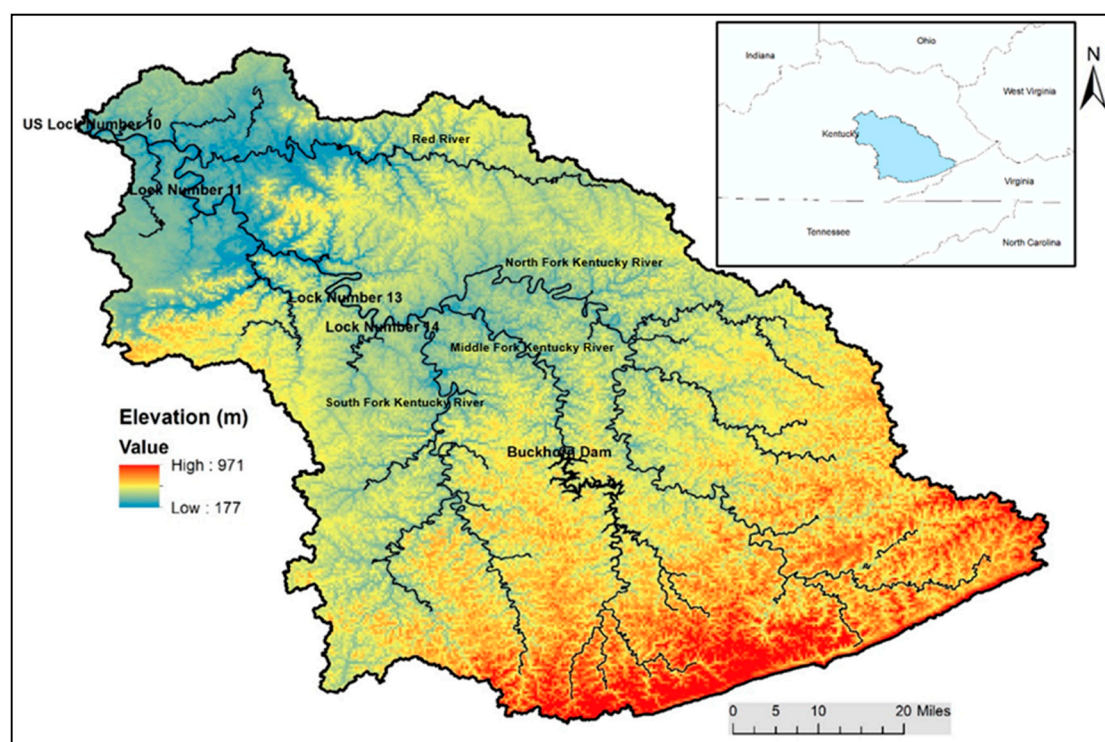 Ohio
Indiana
N
West Virginia
Kentucky
Virginia
Tennessee
North Carolina
US Lock Number 10
Red River
Lock Number 11
North Fork Kentucky River
Lock Number 13
Lock Number 14
Middle Fork Kentucky River
South Fork Kentucky River
Buckhorn Dam
Elevation (m)
Value
High : 971
Low : 177
0 5 10 20 Miles